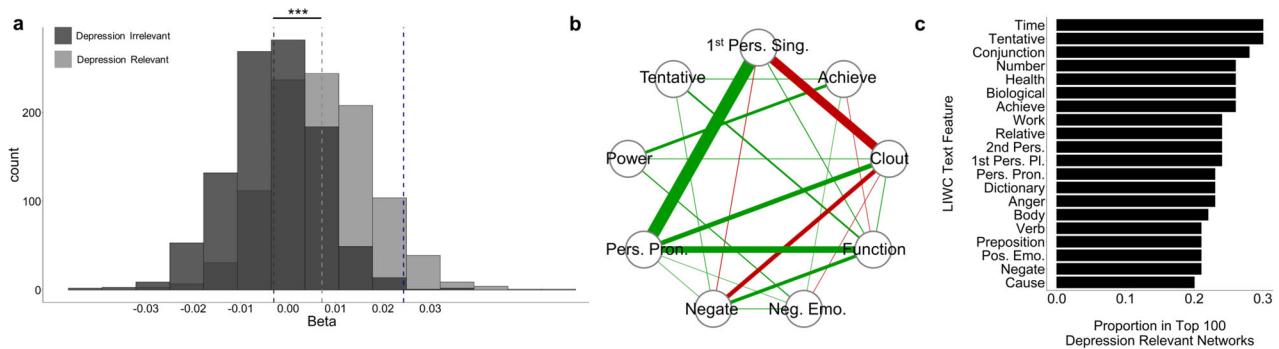 a
***
Depression Irrelevant
Depression Relevant
200
100
0
count
-0.03
-0.02
-0.01
0.00
0.01
0.02
0.03
Beta
b
1st Pers. Sing.
Tentative
Achieve
Power
Clout
Pers. Pron.
Function
Negate
Neg. Emo.
c
LIWC Text Feature
Time
Tentative
Conjunction
Number
Health
Biological
Achieve
Work
Relative
2nd Pers.
1st Pers. Pl.
Pers. Pron.
Dictionary
Anger
Body
Verb
Preposition
Pos. Emo.
Negate
Cause
0.0
0.1
0.2
0.3
Proportion in Top 100
Depression Relevant Networks